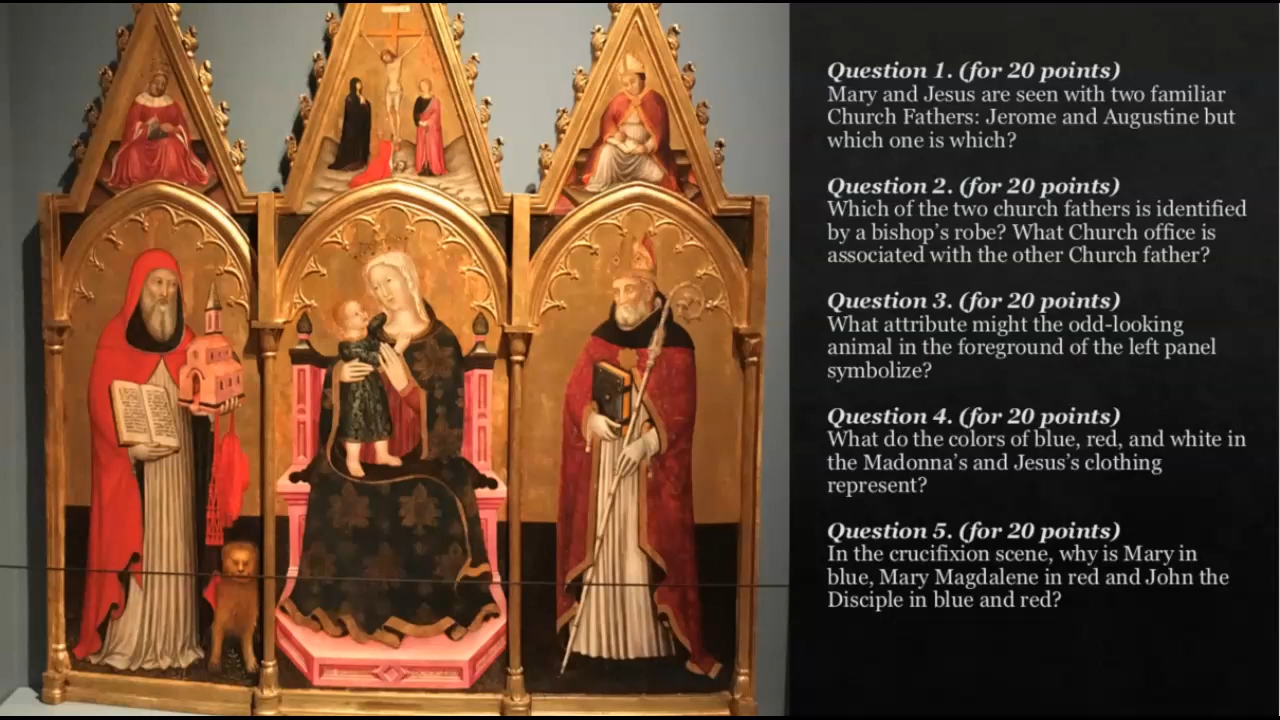 Question 1. (for 20 points)
Mary and Jesus are seen with two familiar
Church Fathers: Jerome and Augustine but
which one is which?
Question 2. (for 20 points)
Which of the two church fathers is identified
by a bishop's robe? What Church office is
associated with the other Church father?
Question 3. (for 20 points)
What attribute might the odd-looking
animal in the foreground of the left panel
symbolize?
Question 4. (for 20 points)
What do the colors of blue, red, and white in
the Madonna's and Jesus's clothing
represent?
Question 5. (for 20 points)
In the crucifixion scene, why is Mary in
blue, Mary Magdalene in red and John the
Disciple in blue and red?